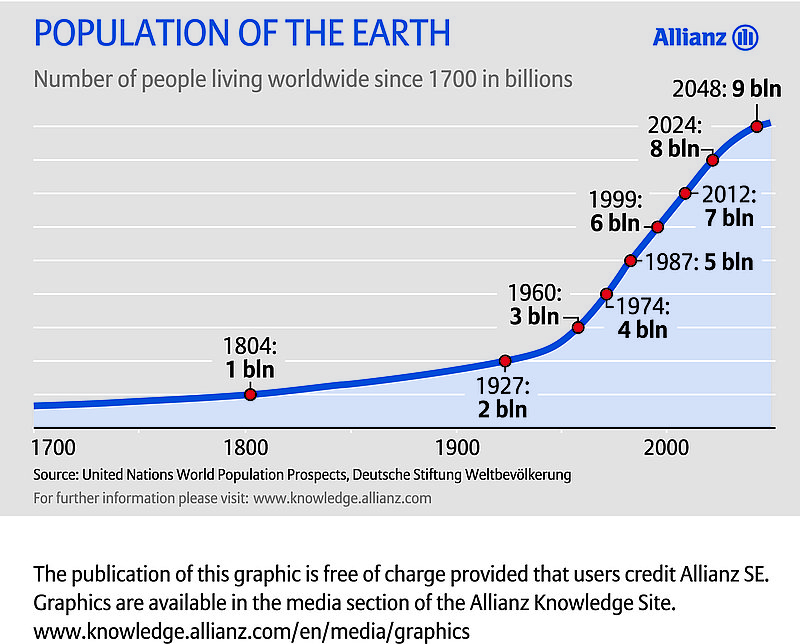 POPULATION OF THE EARTH
Allianz
Number of people living worldwide since 1700 in billions
2048: 9 bln
2024:
8 bln
2012:
7 bln
1999:
6 bln
1987: 5 bln
1974:
4 bln
1960:
3 bln
1927:
2 bln
1804:
1 bln
1700
1800
1900
2000
Source: United Nations World Population Prospects, Deutsche Stiftung Weltbevölkerung
For further information please visit: www.knowledge.allianz.com
The publication of this graphic is free of charge provided that users credit Allianz SE.
Graphics are available in the media section of the Allianz Knowledge Site.
www.knowledge.allianz.com/en/media/graphics